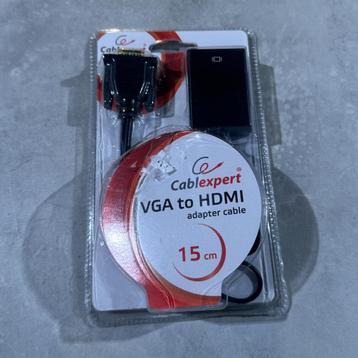 Cablexpert®
Cablexpert®
VGA to HDMI
adapter cable
15 cm